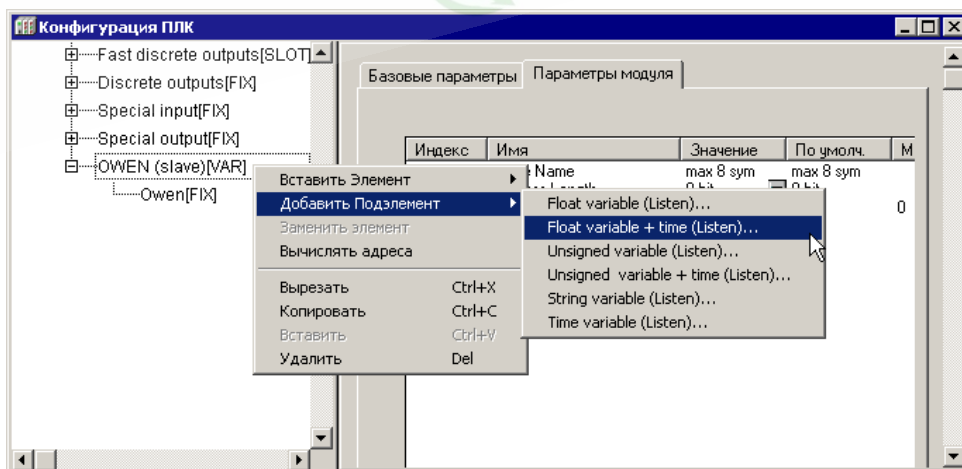 Конфигурация ПЛК
Fast discrete outputs[SLOT]
Discrete outputs[FIX]
Special input[FIX]
Special output[FIX]
OWEN (slave)[VAR]
Owen[FIX]
Базовые параметры Параметры модуля
Индекс Имя Значение По умолч. М
Name max 8 sym max 8 sym
0
Вставить Элемент
Добавить Подэлемент
Заменить элемент
Вычислять адреса
Вырезать Ctrl+X
Копировать Ctrl+C
Вставить Ctrl+V
Удалить Del
Float variable (Listen)...
Float variable + time (Listen)...
Unsigned variable (Listen)...
Unsigned variable + time (Listen)...
String variable (Listen)...
Time variable (Listen)...